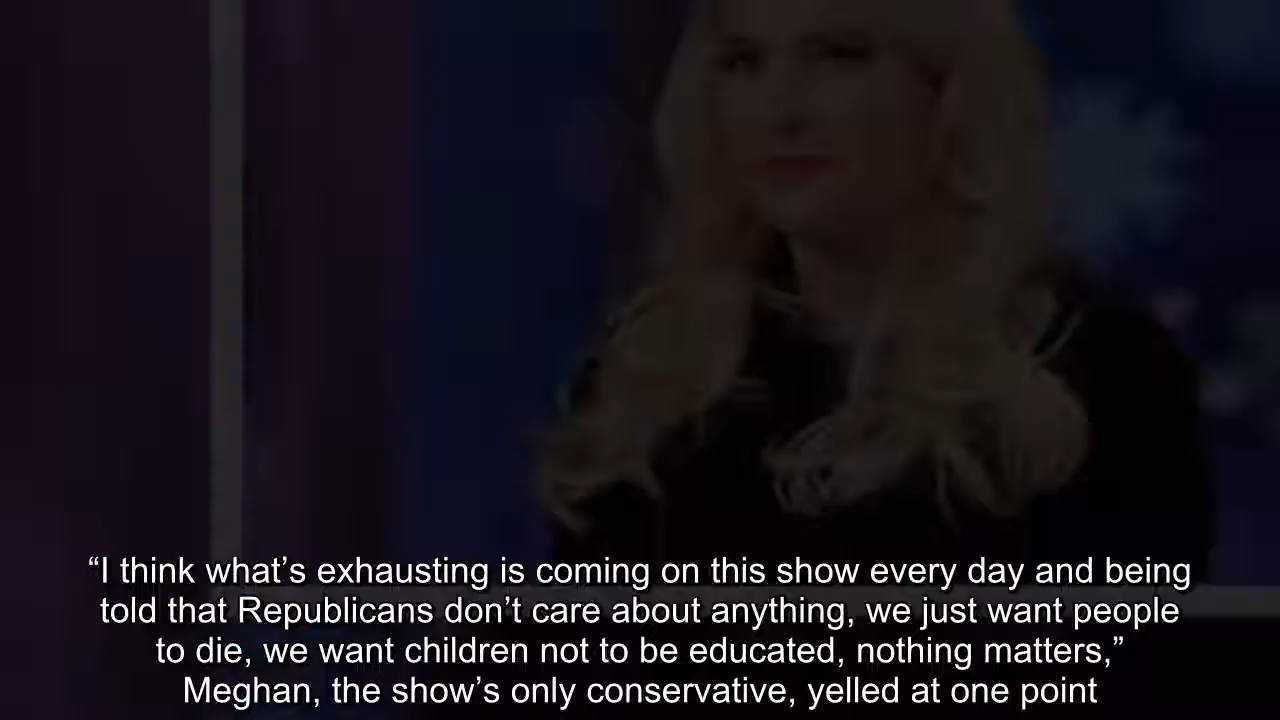 “I think what’s exhausting is coming on this show every day and being
told that Republicans don’t care about anything, we just want people
to die, we want children not to be educated, nothing matters,”
Meghan, the show’s only conservative, yelled at one point